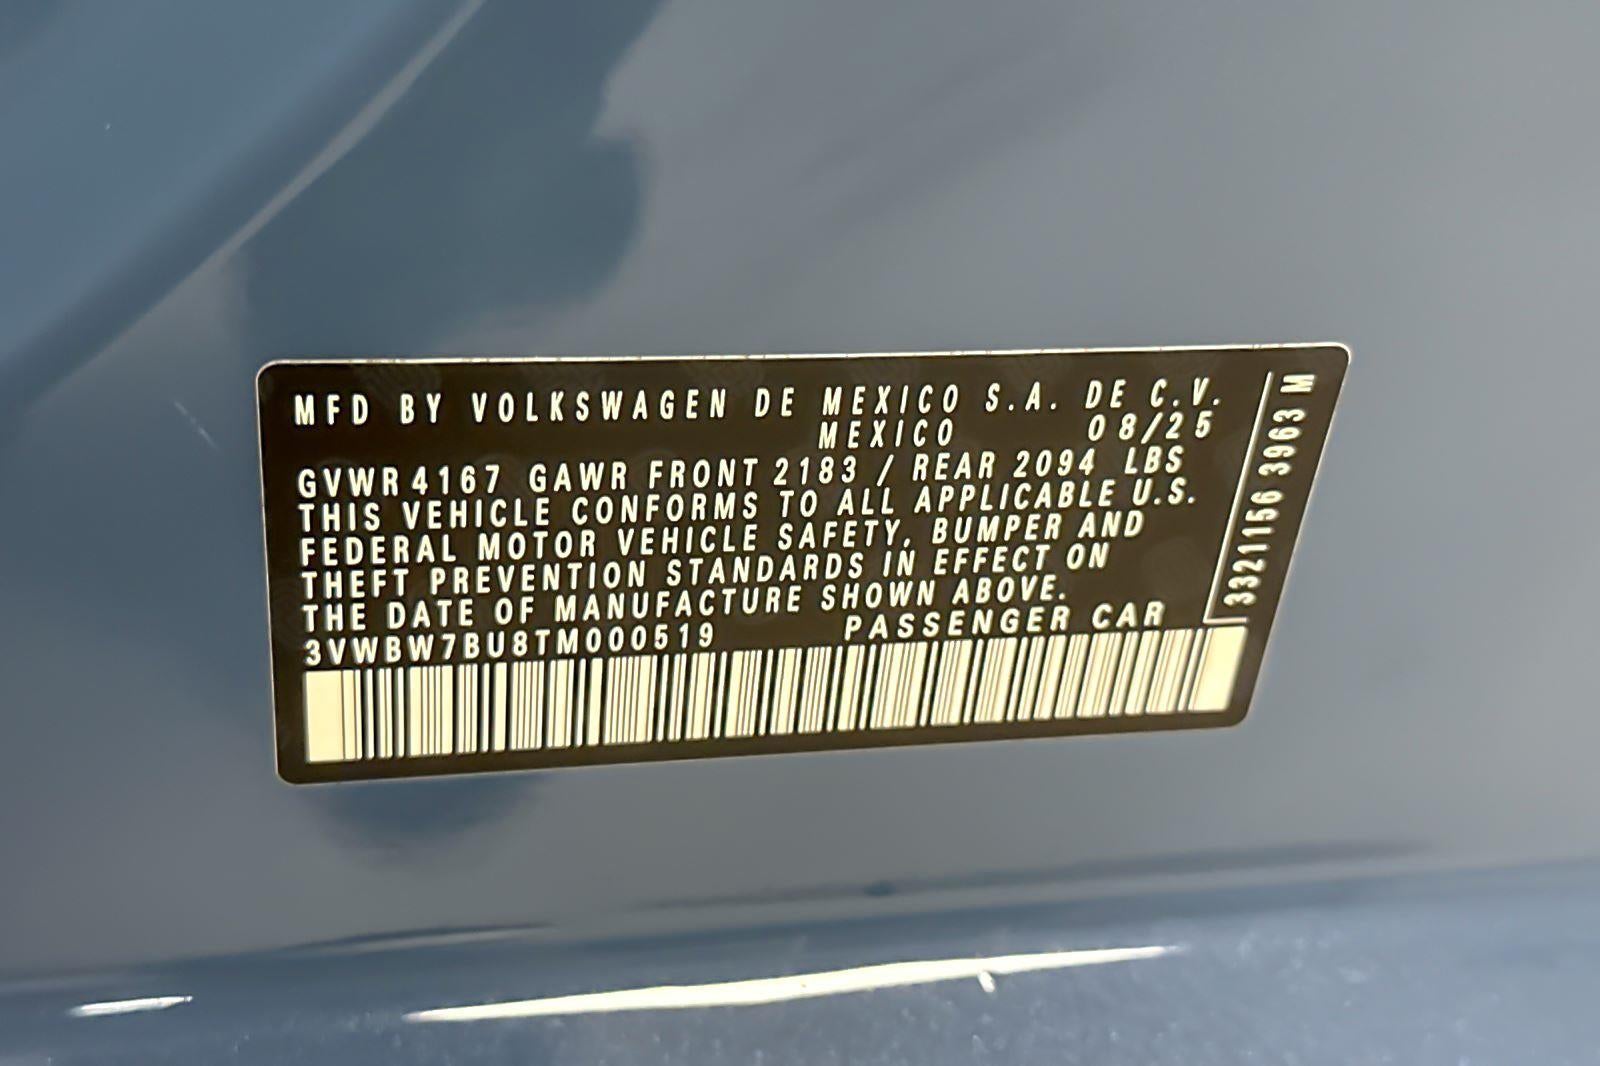 MFD BY VOLKSWAGEN DE MEXICO S.A. DE C.V.
MEXICO 08/25
GVWR 4167 GAWR FRONT 2183 / REAR 2094 LBS
THIS VEHICLE CONFORMS TO ALL APPLICABLE U.S.
FEDERAL MOTOR VEHICLE SAFETY, BUMPER AND
THEFT PREVENTION STANDARDS IN EFFECT ON
THE DATE OF MANUFACTURE SHOWN ABOVE.
3VWBW7BU8TM000519 PASSENGER CAR
3321156 3963 M